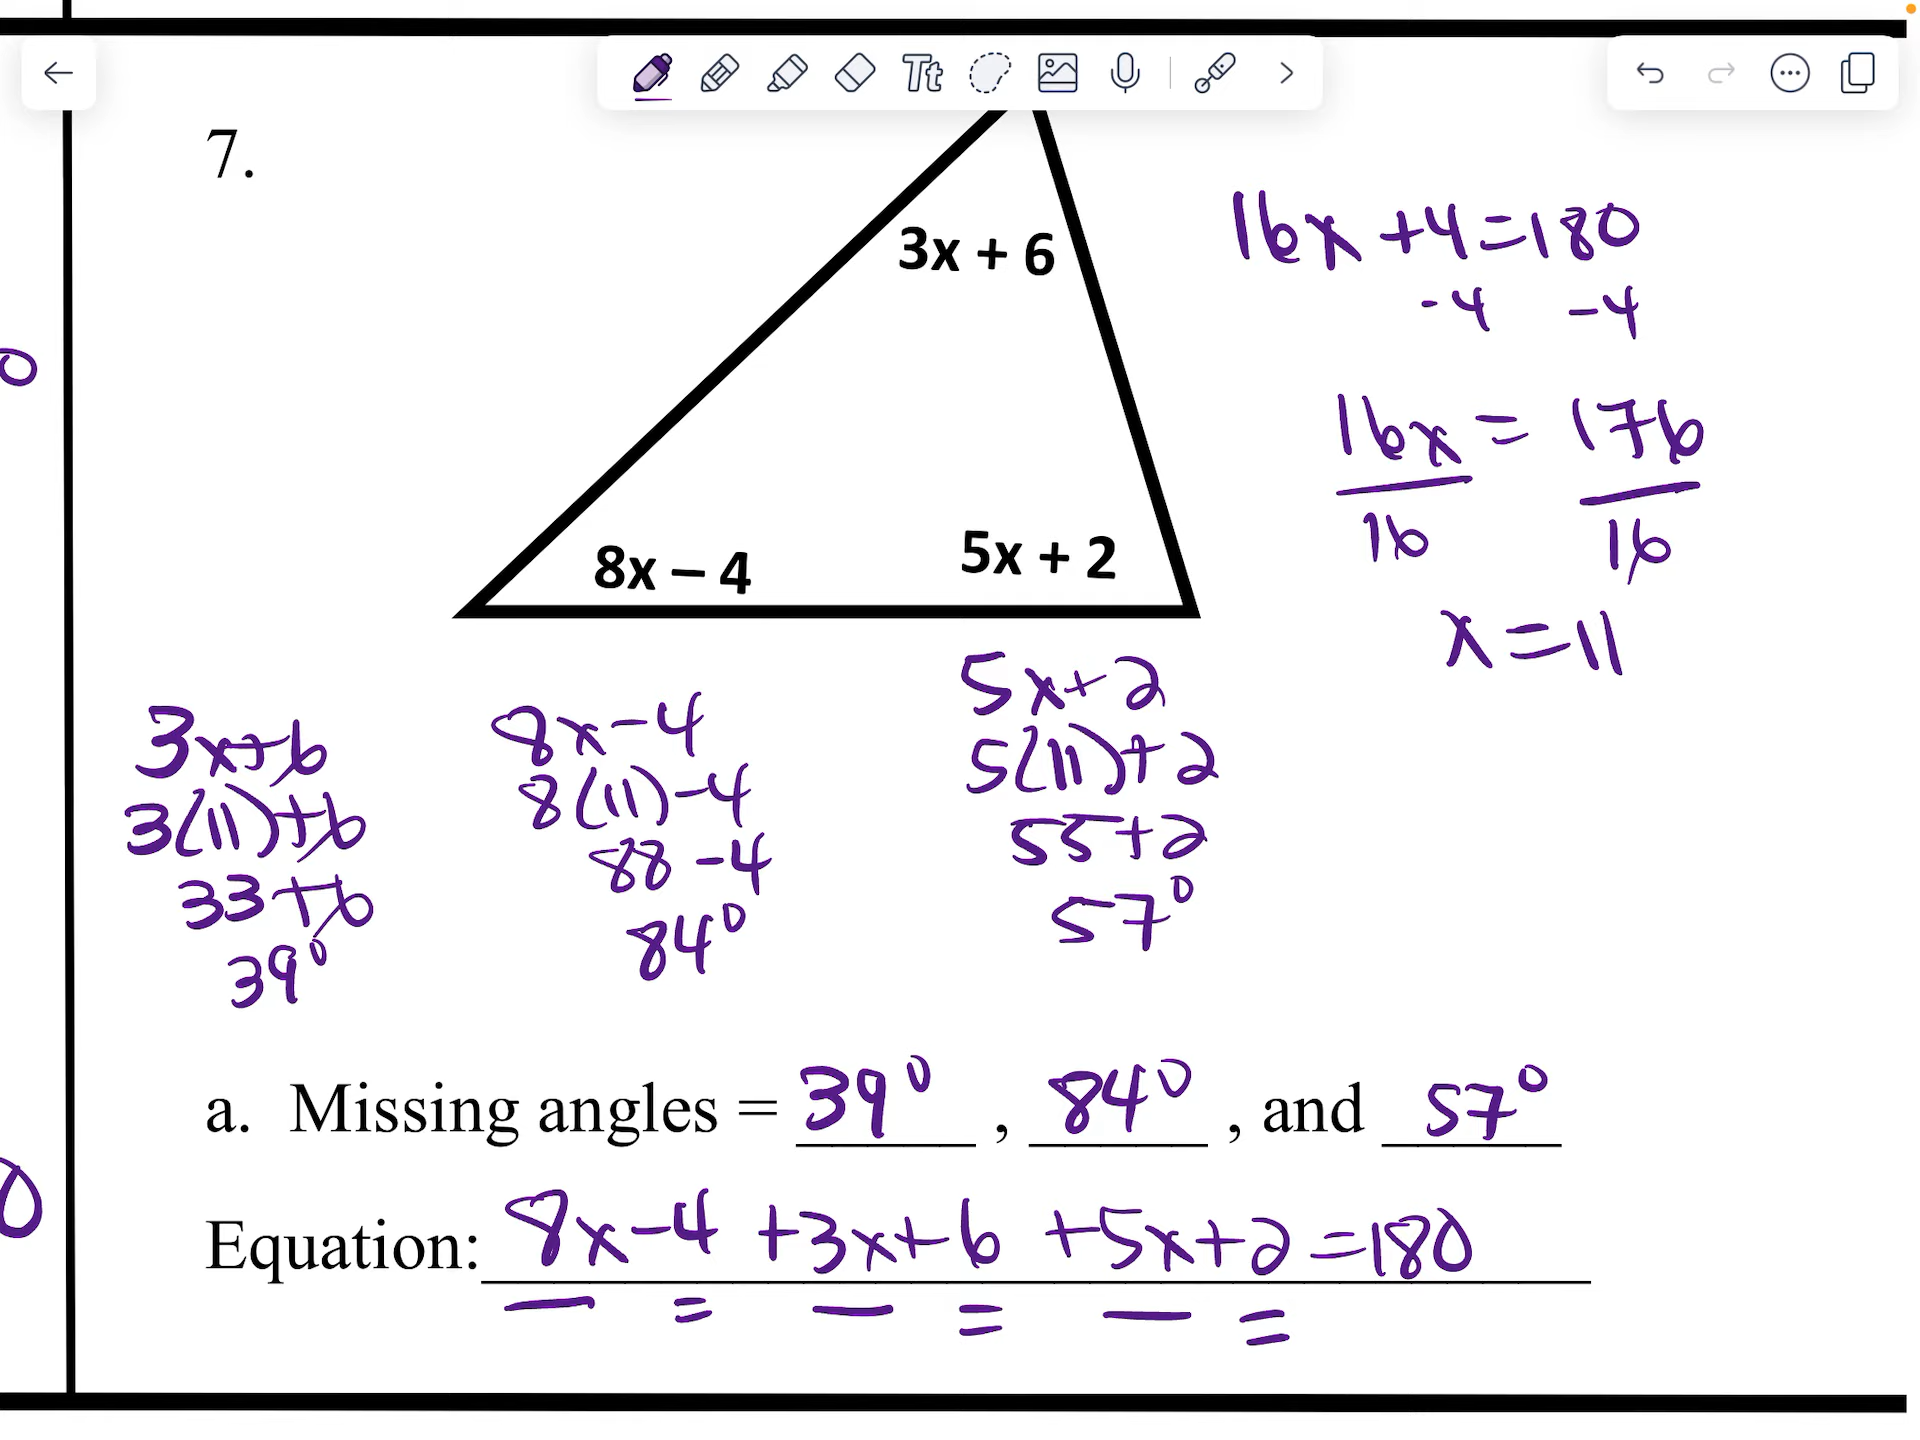 Tt
7.
3x + 6
8x – 4
5x + 2
16x +4=180
-4 -4
16x = 176
16 16
x = 11
3x+6
3(11)+6
33+6
39°
8x-4
8(11)-4
88-4
84°
5x+2
5(11)+2
55+2
57°
a. Missing angles = 39° , 84° , and 57°
Equation: 8x-4 +3x+6 +5x+2=180